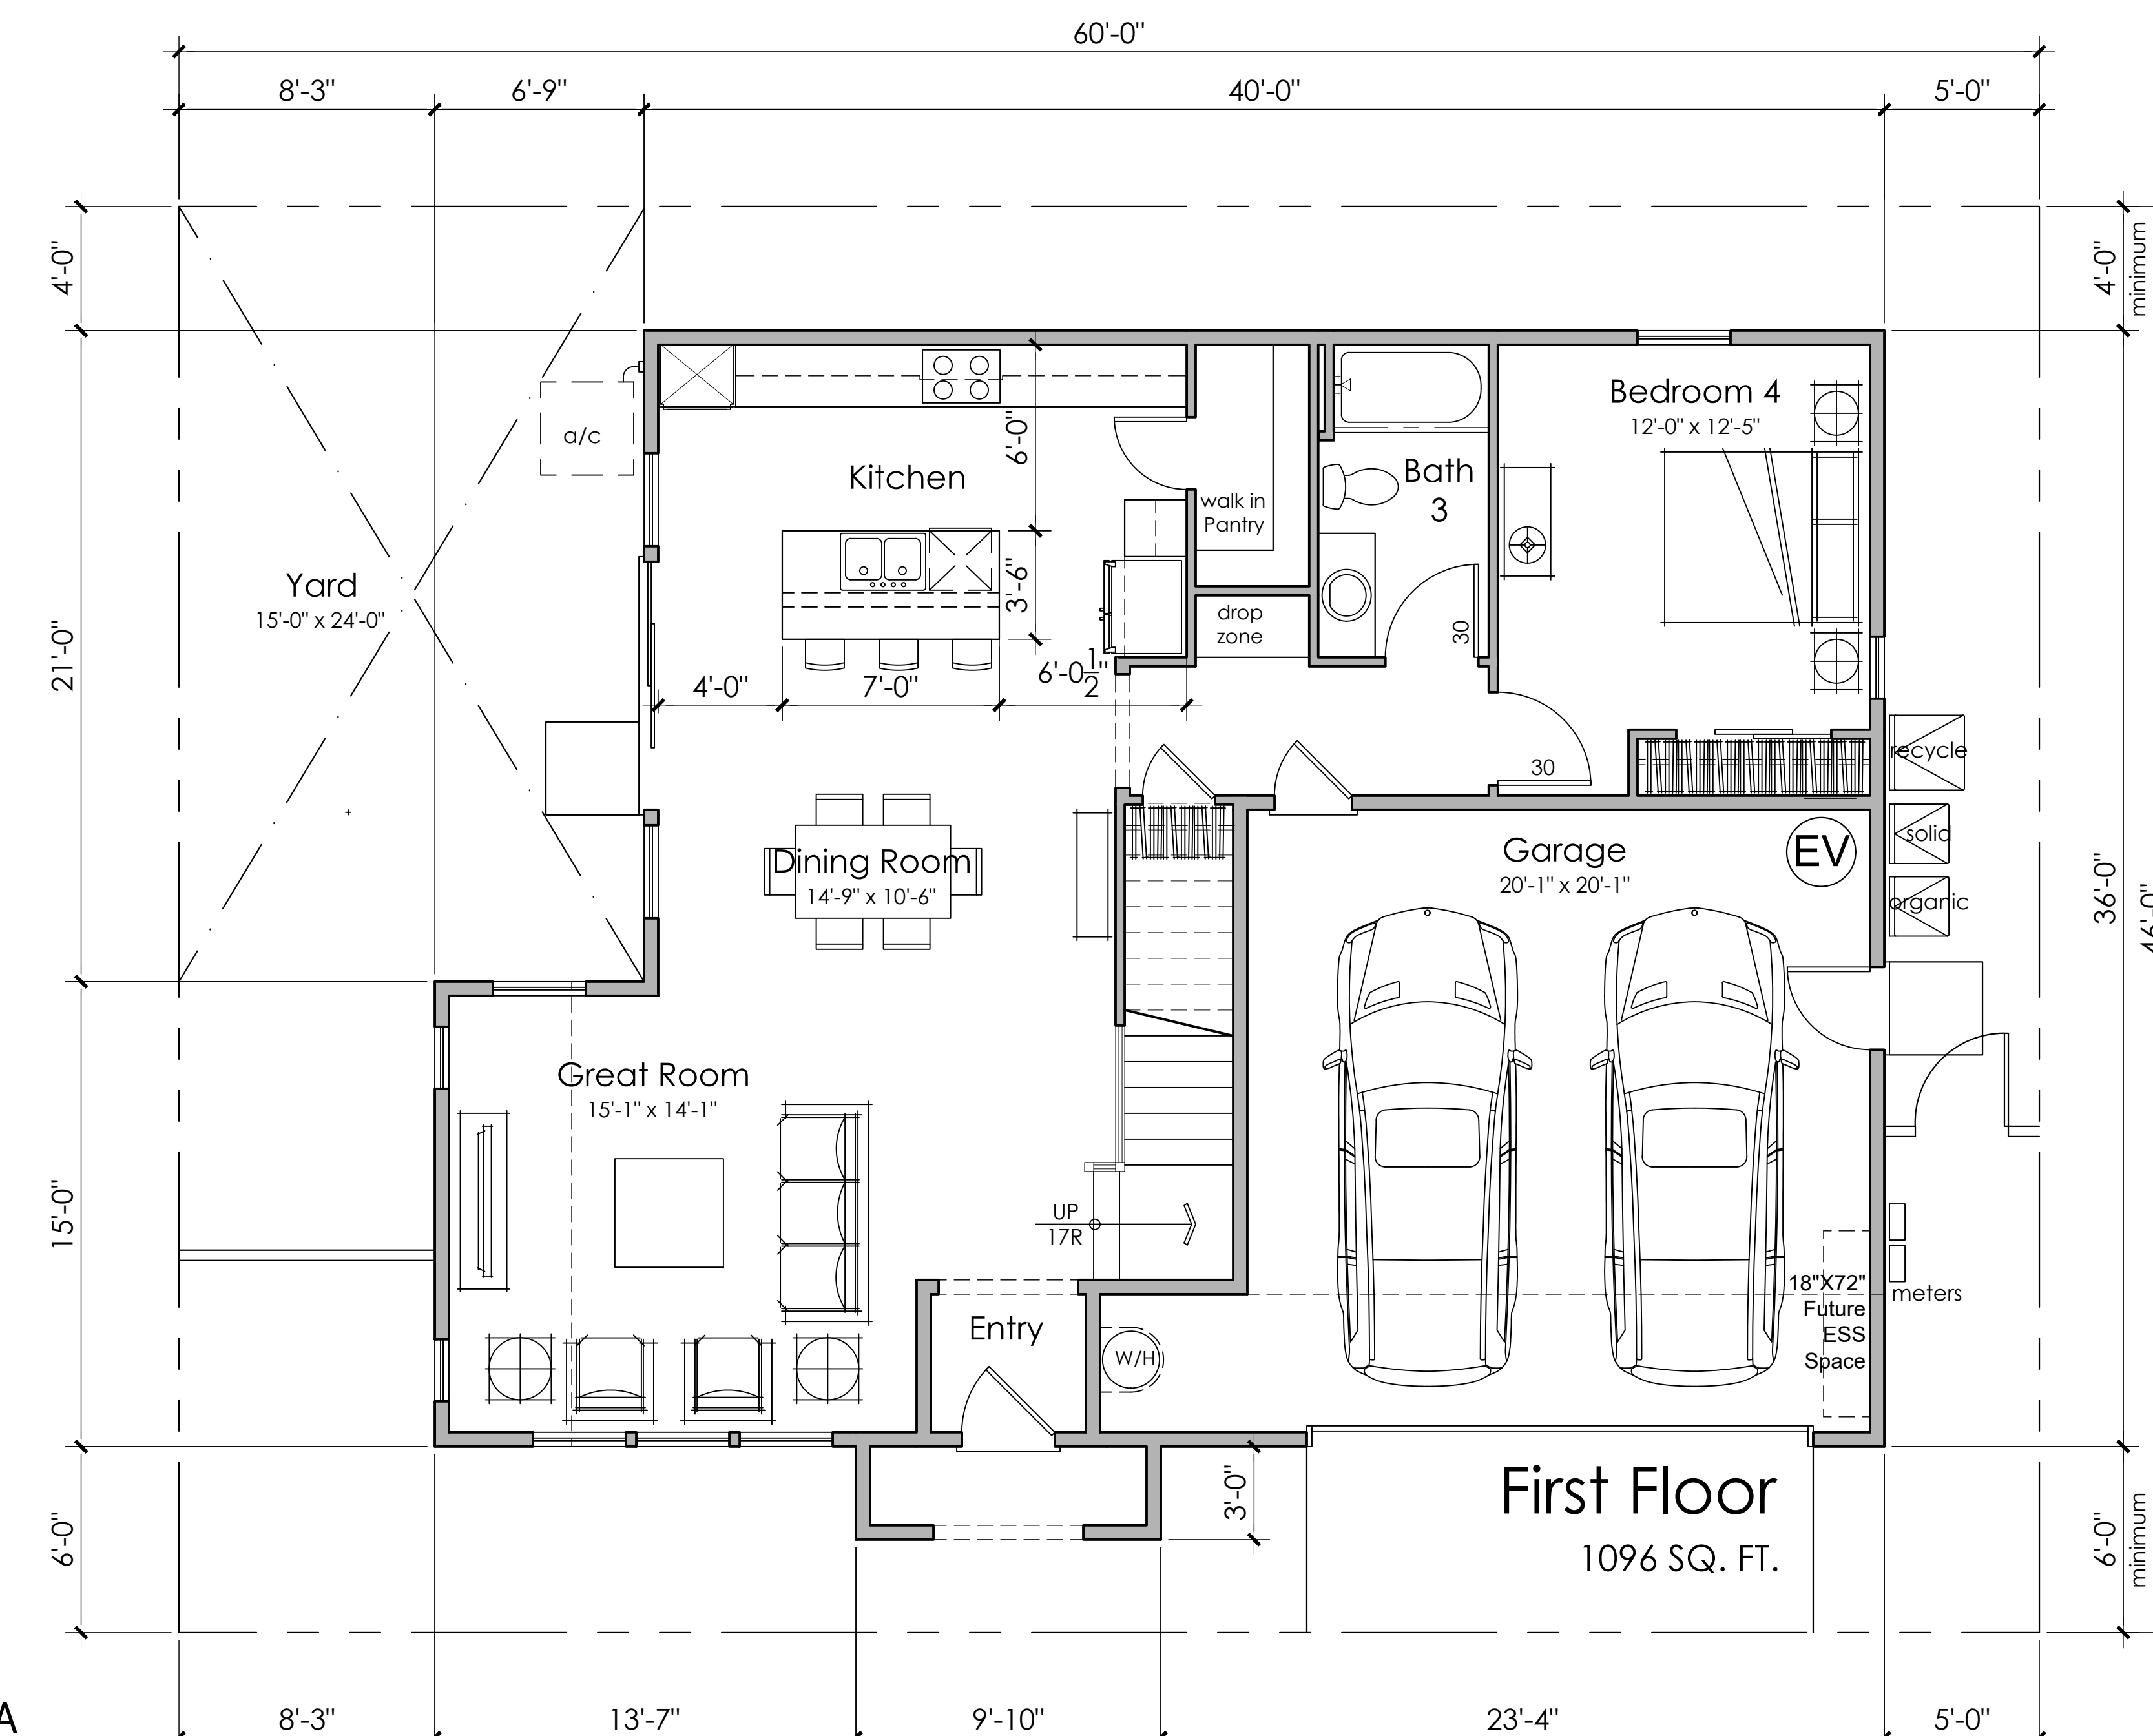 60'-0"
8'-3"
6'-9"
40'-0"
5'-0"
4'-0"
4'-0"
minimum
Bedroom 4
12'-0" x 12'-5"
a/c
6'-0"
Kitchen
Bath
3
walk in
Pantry
Yard
15'-0" x 24'-0"
3'-6"
drop
zone
30
21'-0"
4'-0"
7'-0"
6'-0 1/2"
recycle
30
solid
Dining Room
14'-9" x 10'-6"
Garage
20'-1" x 20'-1"
EV
organic
36'-0"
46'-0"
Great Room
15'-1" x 14'-1"
15'-0"
UP
17R
18"X72"
Future
ESS
Space
meters
Entry
W/H
3'-0"
First Floor
1096 SQ. FT.
6'-0"
6'-0"
minimum
A
8'-3"
13'-7"
9'-10"
23'-4"
5'-0"